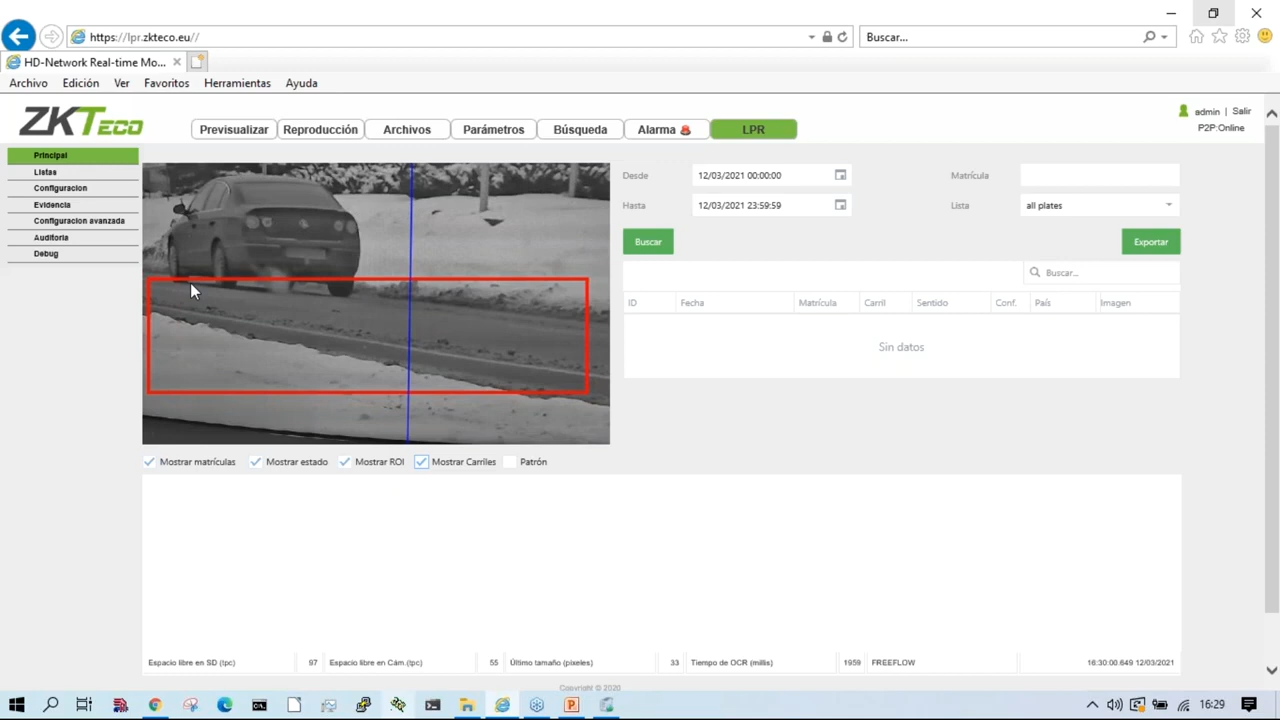 https://lpr.zkteco.eu//
Buscar...
HD-Network Real-time Mo...
Archivo Edición Ver Favoritos Herramientas Ayuda
ZKTeco
Previsualizar Reproducción Archivos Parámetros Búsqueda Alarma LPR
admin | Salir
P2P:Online
Principal
Listas
Configuracion
Evidencia
Configuracion avanzada
Auditoria
Debug
Desde 12/03/2021 00:00:00 Matrícula
Hasta 12/03/2021 23:59:59 Lista all plates
Buscar Exportar
Buscar...
ID Fecha Matrícula Carril Sentido Conf. País Imagen
Sin datos
Mostrar matrículas Mostrar estado Mostrar ROI Mostrar Carriles Patrón
Espacio libre en SD (tpc) 97 Espacio libre en Cám.(tpc) 55 Último tamaño (píxeles) 33 Tiempo de OCR (millis) 1959 FREEFLOW 16:30:00.649 12/03/2021
Copyright © 2020
16:29